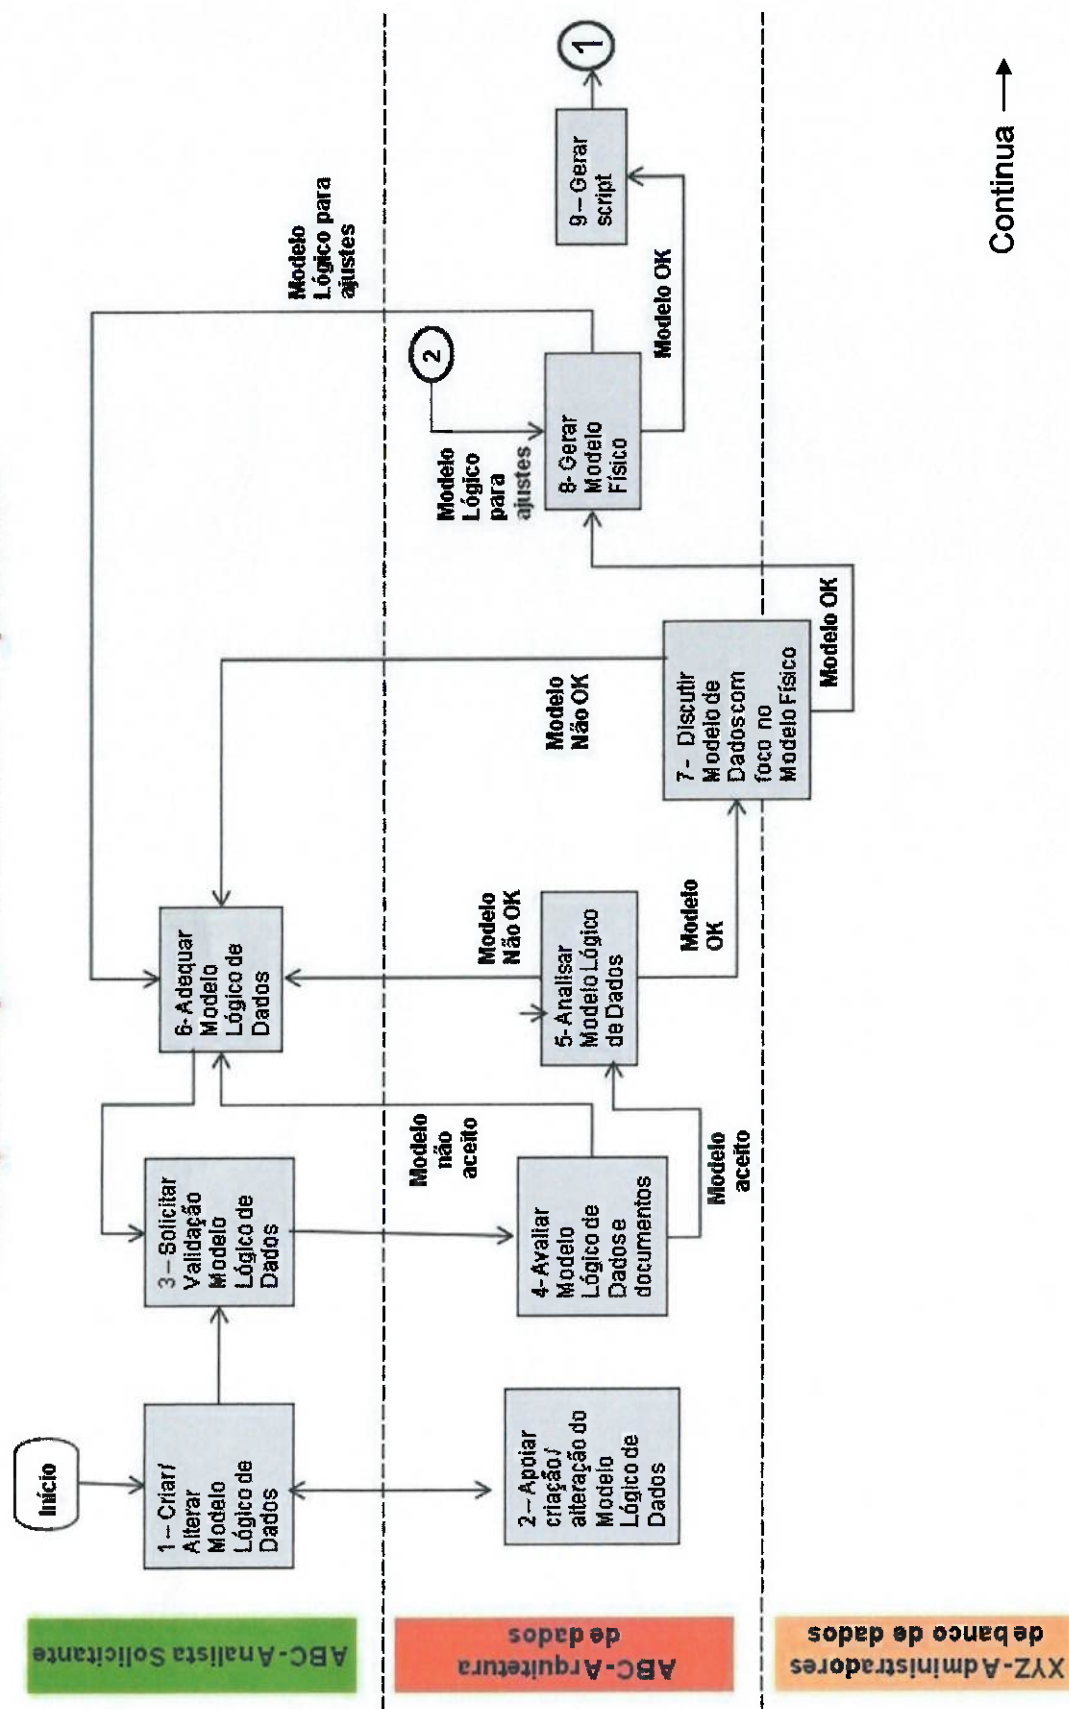 ABC-Analista Solicitante
ABC-Arquitetura
de dados
XYZ-Administradores
de banco de dados
Início
1 – Criar/
Alterar
Modelo
Lógico de
Dados
2 – Apoiar
criação /
alteração do
Modelo
Lógico de
Dados
3 – Solicitar
Validação
Modelo
Lógico de
Dados
4- Avaliar
Modelo
Lógico de
Dados e
documentos
Modelo
não
aceito
Modelo
aceito
6- Adequar
Modelo
Lógico de
Dados
5- Analisar
Modelo Lógico
de Dados
Modelo
Não OK
Modelo
OK
7 - Discutir
Modelo de
Dados com
foco no
Modelo Físico
Modelo
Não OK
Modelo OK
8- Gerar
Modelo
Físico
Modelo
Lógico
para
ajustes
2
Modelo
Lógico para
ajustes
Modelo OK
9 – Gerar
script
1
Continua